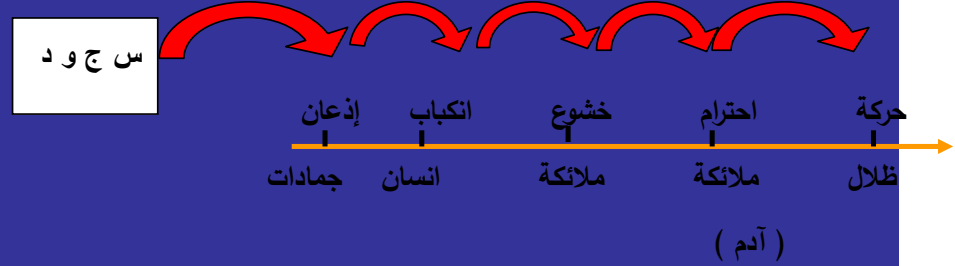 س ج و د
إذعان انكباب خشوع احترام حركة
جمادات انسان ملائكة ملائكة ظلال
( آدم )